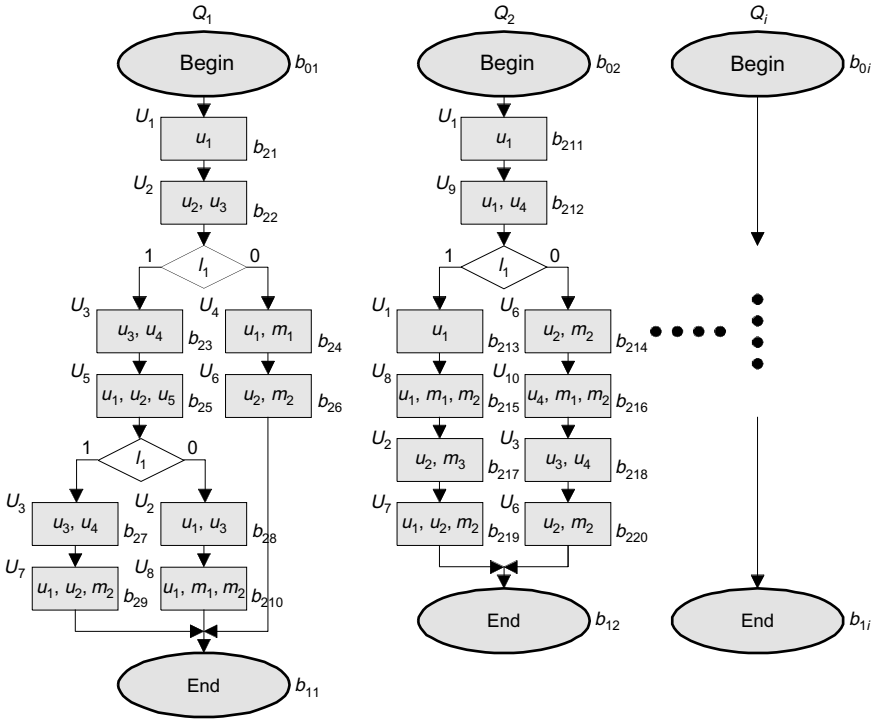 Q1 Q2 Qi
Begin b01 Begin b02 Begin b0i
U1 u1 b21 U1 u1 b211
U2 u2, u3 b22 U9 u1, u4 b212
1 l1 0 1 l1 0
U3 u3, u4 b23 U4 u1, m1 b24 U1 u1 b213 U6 u2, m2 b214
U5 u1, u2, u5 b25 U6 u2, m2 b26 U8 u1, m1, m2 b215 U10 u4, m1, m2 b216
1 l1 0 U2 u2, m3 b217 U3 u3, u4 b218
U3 u3, u4 b27 U2 u1, u3 b28 U7 u1, u2, m2 b219 U6 u2, m2 b220
U7 u1, u2, m2 b29 U8 u1, m1, m2 b210
End b12 End b1i
End b11